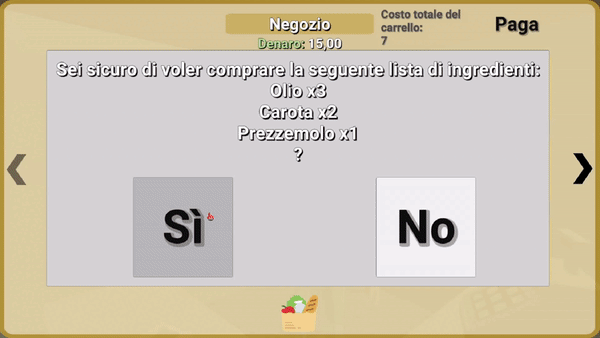 Negozio
Denaro: 15,00
Costo totale del
carrello:
7
Paga
Sei sicuro di voler comprare la seguente lista di ingredienti:
Olio x3
Carota x2
Prezzemolo x1
?
Sì
No